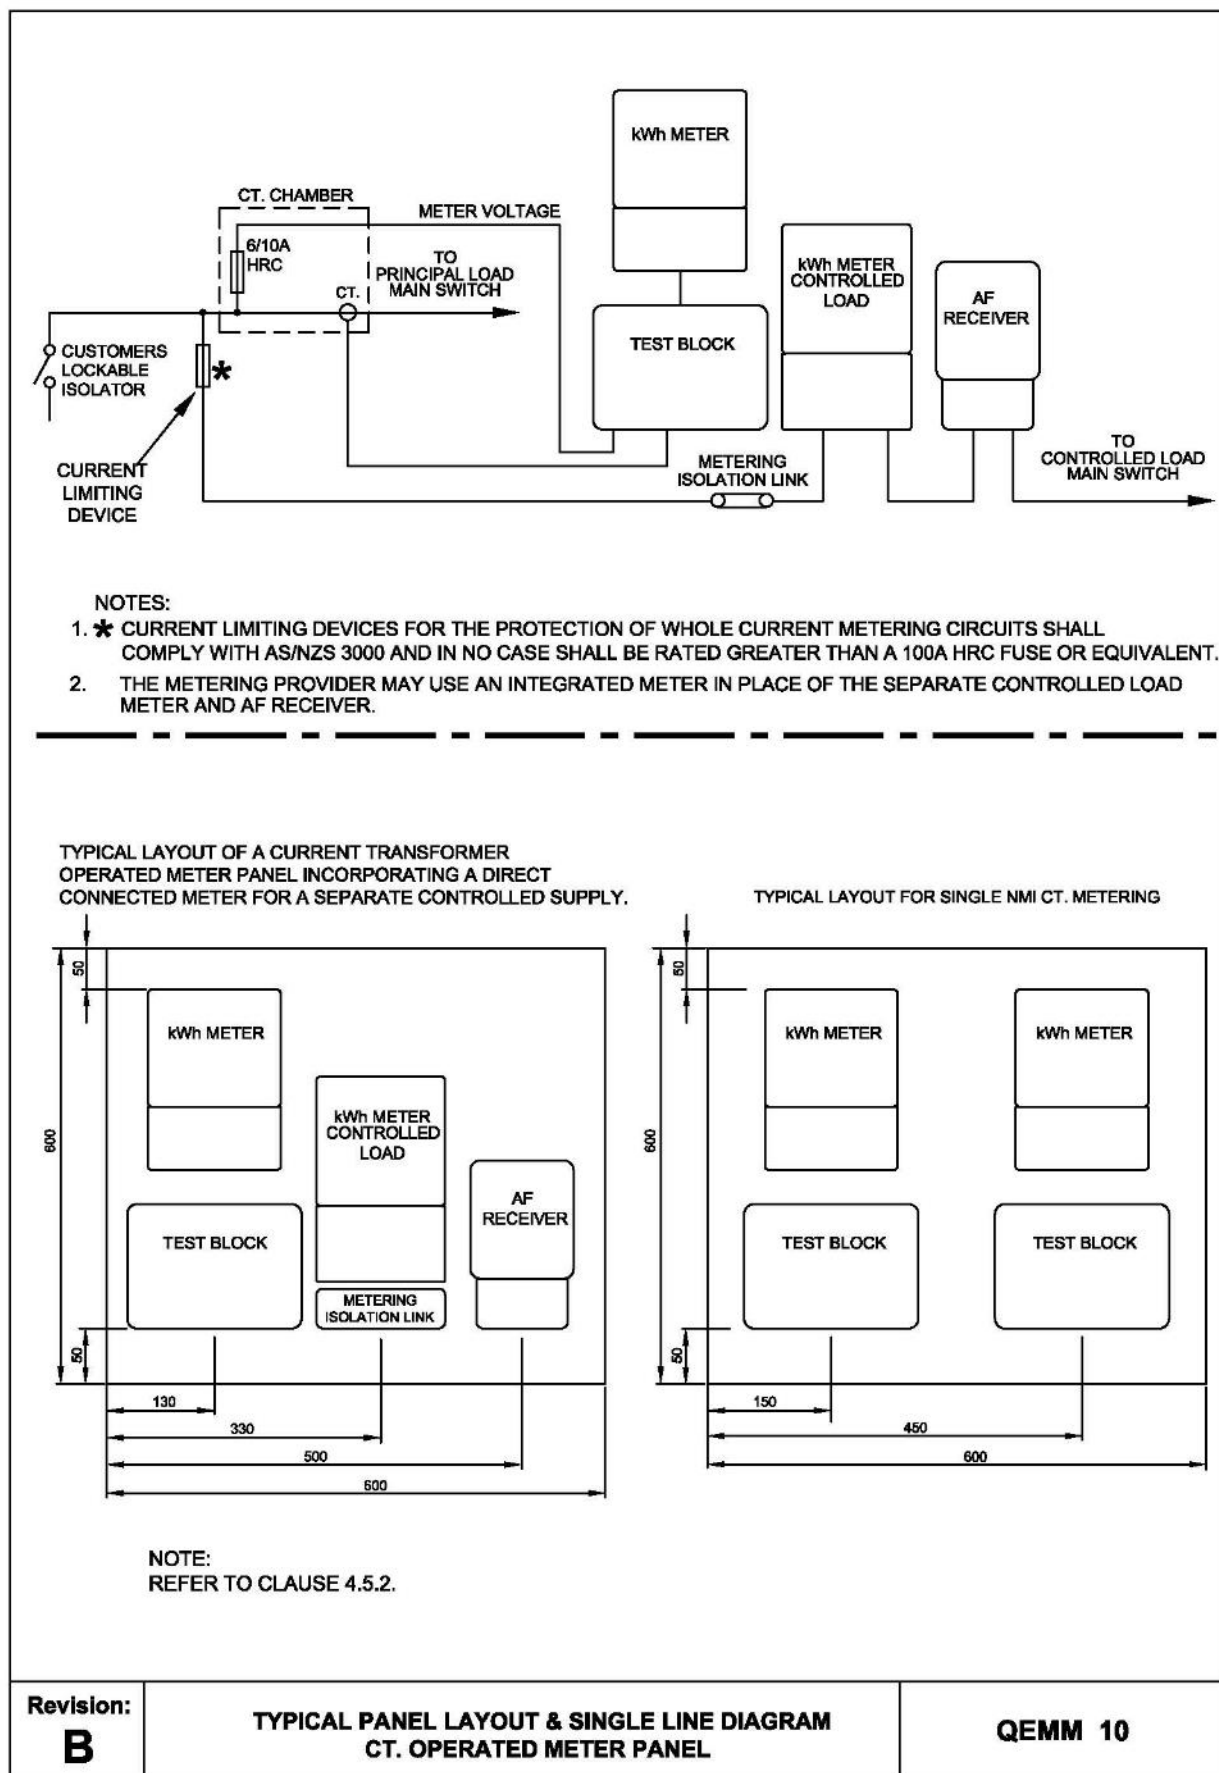 kWh METER
CT. CHAMBER
METER VOLTAGE
6/10A
HRC
TO
PRINCIPAL LOAD
MAIN SWITCH
CT.
kWh METER
CONTROLLED
LOAD
AF
RECEIVER
TEST BLOCK
CUSTOMERS
LOCKABLE
ISOLATOR
*
CURRENT
LIMITING
DEVICE
METERING
ISOLATION LINK
TO
CONTROLLED LOAD
MAIN SWITCH
NOTES:
1. * CURRENT LIMITING DEVICES FOR THE PROTECTION OF WHOLE CURRENT METERING CIRCUITS SHALL
COMPLY WITH AS/NZS 3000 AND IN NO CASE SHALL BE RATED GREATER THAN A 100A HRC FUSE OR EQUIVALENT.
2. THE METERING PROVIDER MAY USE AN INTEGRATED METER IN PLACE OF THE SEPARATE CONTROLLED LOAD
METER AND AF RECEIVER.
TYPICAL LAYOUT OF A CURRENT TRANSFORMER
OPERATED METER PANEL INCORPORATING A DIRECT
CONNECTED METER FOR A SEPARATE CONTROLLED SUPPLY.
50
600
50
kWh METER
kWh METER
CONTROLLED
LOAD
AF
RECEIVER
TEST BLOCK
METERING
ISOLATION LINK
130
330
500
600
TYPICAL LAYOUT FOR SINGLE NMI CT. METERING
50
600
50
kWh METER
kWh METER
TEST BLOCK
TEST BLOCK
150
450
600
NOTE:
REFER TO CLAUSE 4.5.2.
Revision:
B
TYPICAL PANEL LAYOUT & SINGLE LINE DIAGRAM
CT. OPERATED METER PANEL
QEMM 10